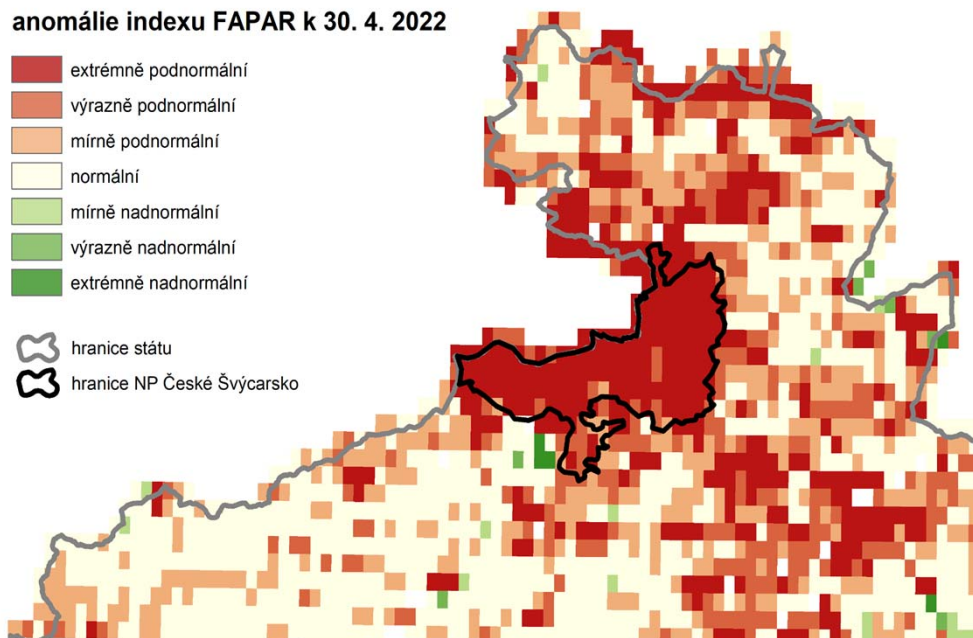 anomálie indexu FAPAR k 30. 4. 2022
extrémně podnormální
výrazně podnormální
mírně podnormální
normální
mírně nadnormální
výrazně nadnormální
extrémně nadnormální
hranice státu
hranice NP České Švýcarsko